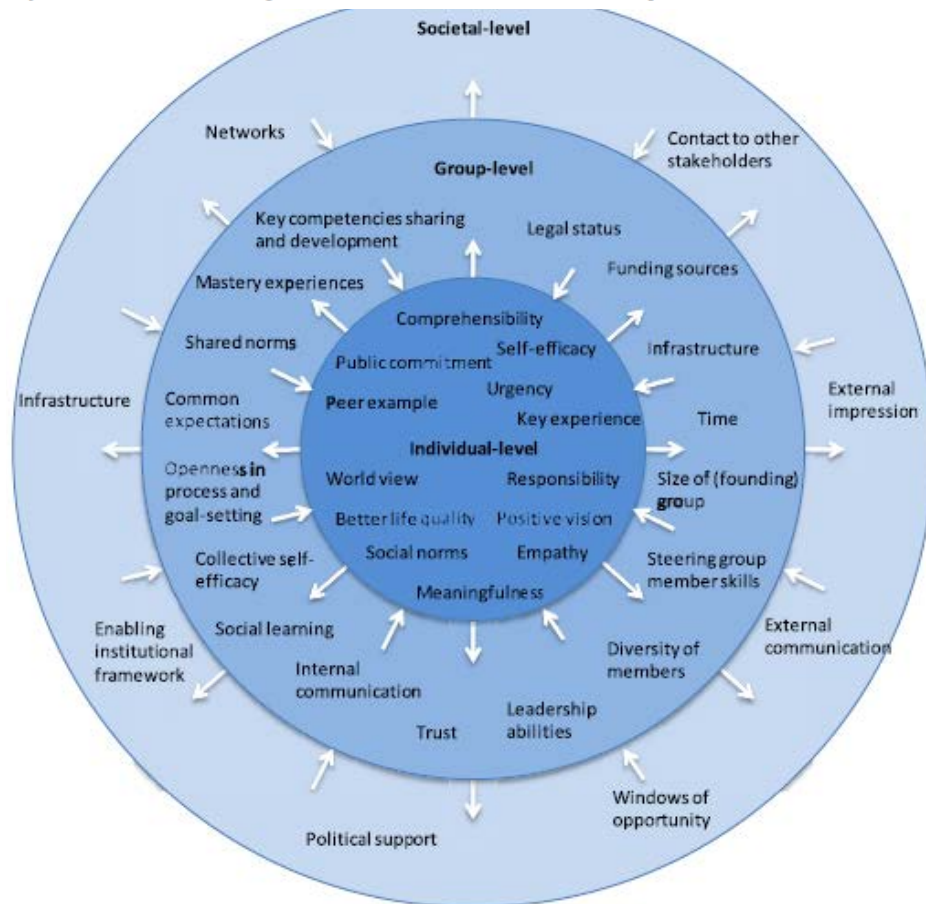 Societal-level
Networks
Contact to other
stakeholders
Group-level
Key competencies sharing
and development
Legal status
Mastery experiences
Funding sources
Comprehensibility
Shared norms
Self-efficacy
Infrastructure
Public commitment
Urgency
Infrastructure
Common
expectations
Peer example
Key experience
Time
External
impression
Individual-level
Openness in
process and
goal-setting
World view
Responsibility
Size of (founding)
group
Better life quality
Positive vision
Collective self-
efficacy
Social norms
Empathy
Steering group
member skills
Meaningfulness
Enabling
institutional
framework
Social learning
External
communication
Internal
communication
Diversity of
members
Trust
Leadership
abilities
Windows of
opportunity
Political support